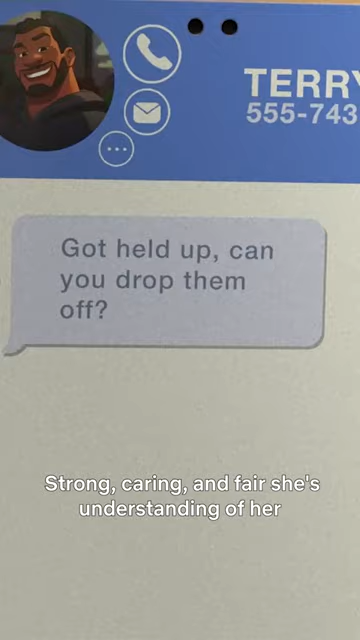 TERRY
555-743
Got held up, can
you drop them
off?
Strong, caring, and fair she's
understanding of her